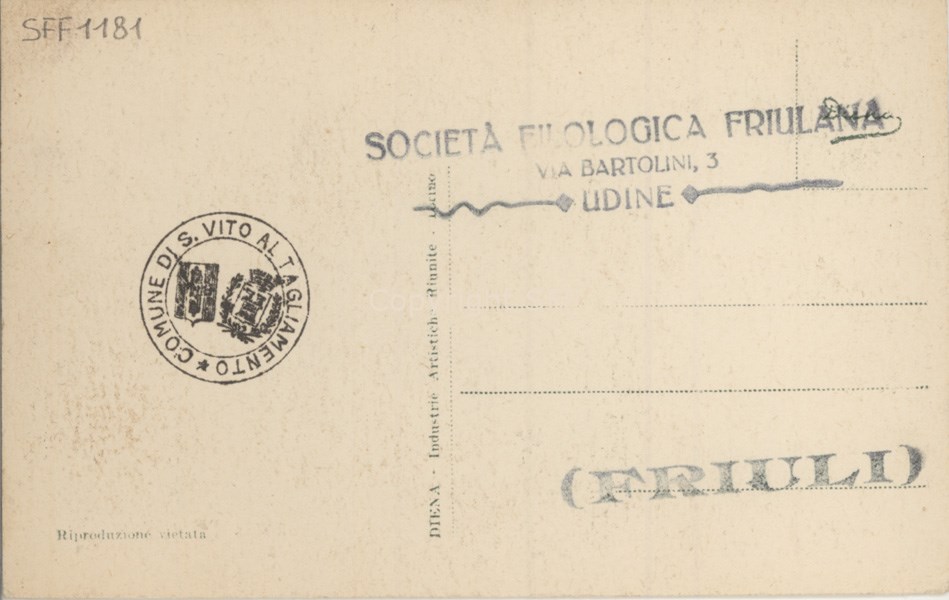 SFF 1181
SOCIETÀ FILOLOGICA FRIULANA
VIA BARTOLINI, 3
UDINE
COMUNE DI S. VITO AL TAGLIAMENTO
DIENA - Industrie Artistiche Riunite -
(FRIULI)
Riproduzione vietata